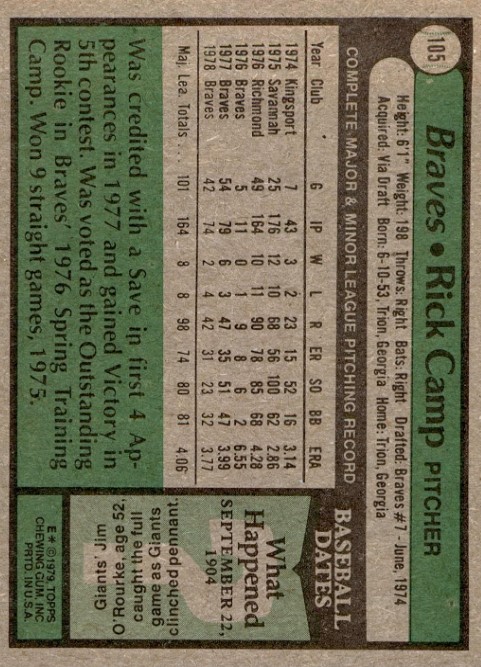 105
Braves • Rick Camp PITCHER
Height: 6'1" Weight: 198 Throws: Right Bats: Right Drafted: Braves #7 - June, 1974
Acquired: Via Draft Born: 6-10-53, Trion, Georgia Home: Trion, Georgia
COMPLETE MAJOR & MINOR LEAGUE PITCHING RECORD
Year Club G IP W L R ER SO BB ERA
1974 Kingsport 7 43 3 2 23 15 52 16 3.14
1975 Savannah 25 176 12 10 68 56 100 62 2.86
1976 Richmond 49 164 10 11 90 78 85 68 4.28
1976 Braves 5 11 0 1 9 8 6 2 6.55
1977 Braves 54 79 6 3 47 35 51 47 3.99
1978 Braves 42 74 2 4 42 31 23 32 3.77
Maj. Lea. Totals . . . 101 164 8 8 98 74 80 81 4.06
Was credited with a Save in first 4 Ap-
pearances in 1977 and gained Victory in
5th contest. Was voted as the Outstanding
Rookie in Braves' 1976 Spring Training
Camp. Won 9 straight games, 1975.
BASEBALL
DATES
What
Happened
SEPTEMBER 22,
1904
Giants' Jim
O'Rourke, age 52,
caught the full
game as Giants
clinched pennant.
E* © 1979, TOPPS
CHEWING GUM, INC
PRTD. IN U.S.A.